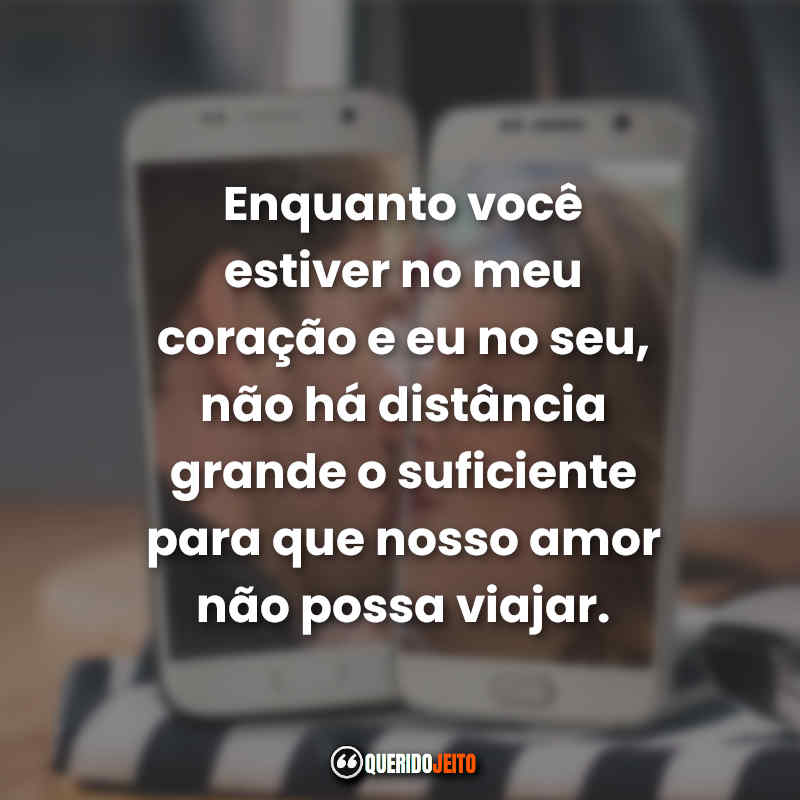 Enquanto você
estiver no meu
coração e eu no seu,
não há distância
grande o suficiente
para que nosso amor
não possa viajar.
QUERIDOJEITO